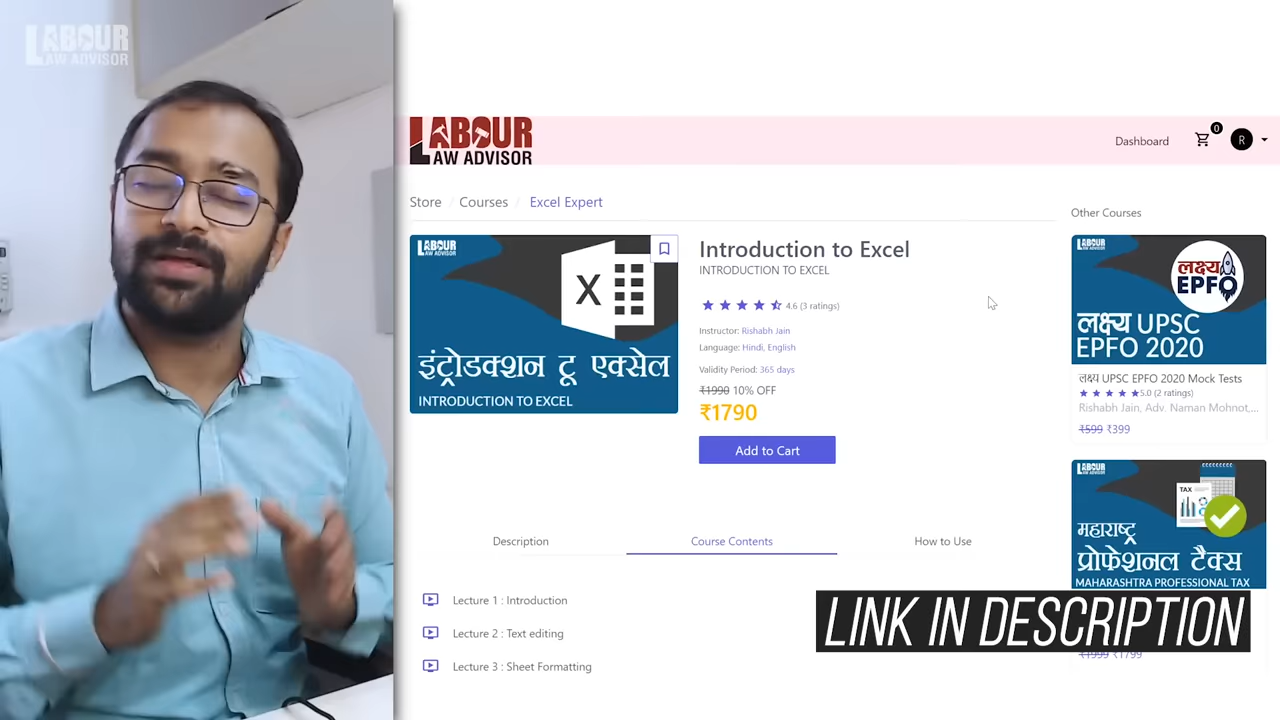 LABOUR
LAW ADVISOR
LABOUR
LAW ADVISOR
Dashboard
0
R
Store / Courses / Excel Expert
LABOUR
LAW ADVISOR
X
इंट्रोडक्शन टू एक्सेल
INTRODUCTION TO EXCEL
Introduction to Excel
INTRODUCTION TO EXCEL
4.6 (3 ratings)
Instructor: Rishabh Jain
Language: Hindi, English
Validity Period: 365 days
₹1990 10% OFF
₹1790
Add to Cart
Description
Course Contents
How to Use
Lecture 1 : Introduction
Lecture 2 : Text editing
Lecture 3 : Sheet Formatting
Other Courses
LABOUR
LAW ADVISOR
लक्ष्य
EPFO
लक्ष्य UPSC
EPFO 2020
लक्ष्य UPSC EPFO 2020 Mock Tests
5.0 (2 ratings)
Rishabh Jain, Adv. Naman Mohnot,...
₹599 ₹399
LABOUR
LAW ADVISOR
TAX
महाराष्ट्र
प्रोफेशनल टैक्स
MAHARASHTRA PROFESSIONAL TAX
LINK IN DESCRIPTION
₹1999 ₹1799